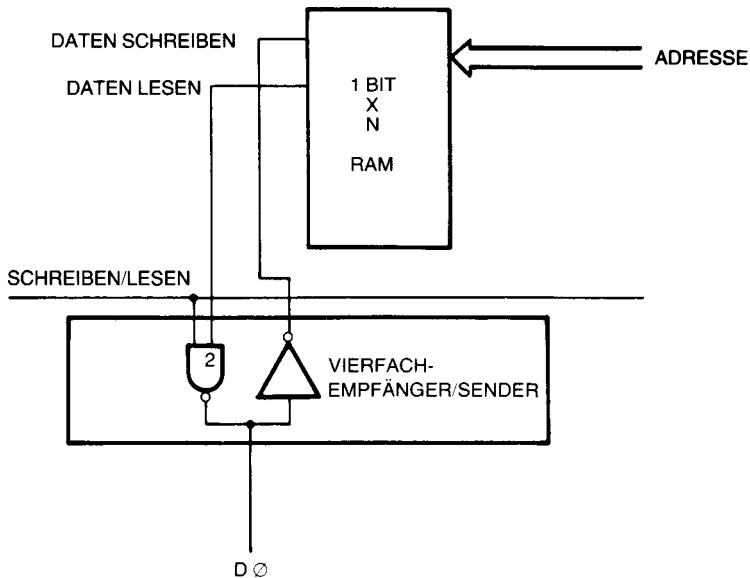 DATEN SCHREIBEN
ADRESSE
DATEN LESEN
1 BIT
X
N
RAM
SCHREIBEN/LESEN
2
VIERFACH-
EMPFÄNGER/SENDER
D ∅